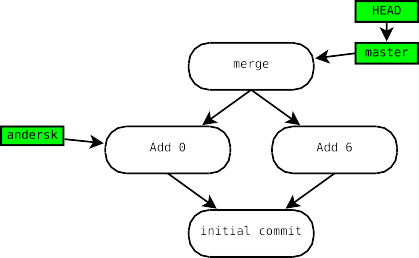 HEAD
master
merge
andersk
Add 0
Add 6
initial commit